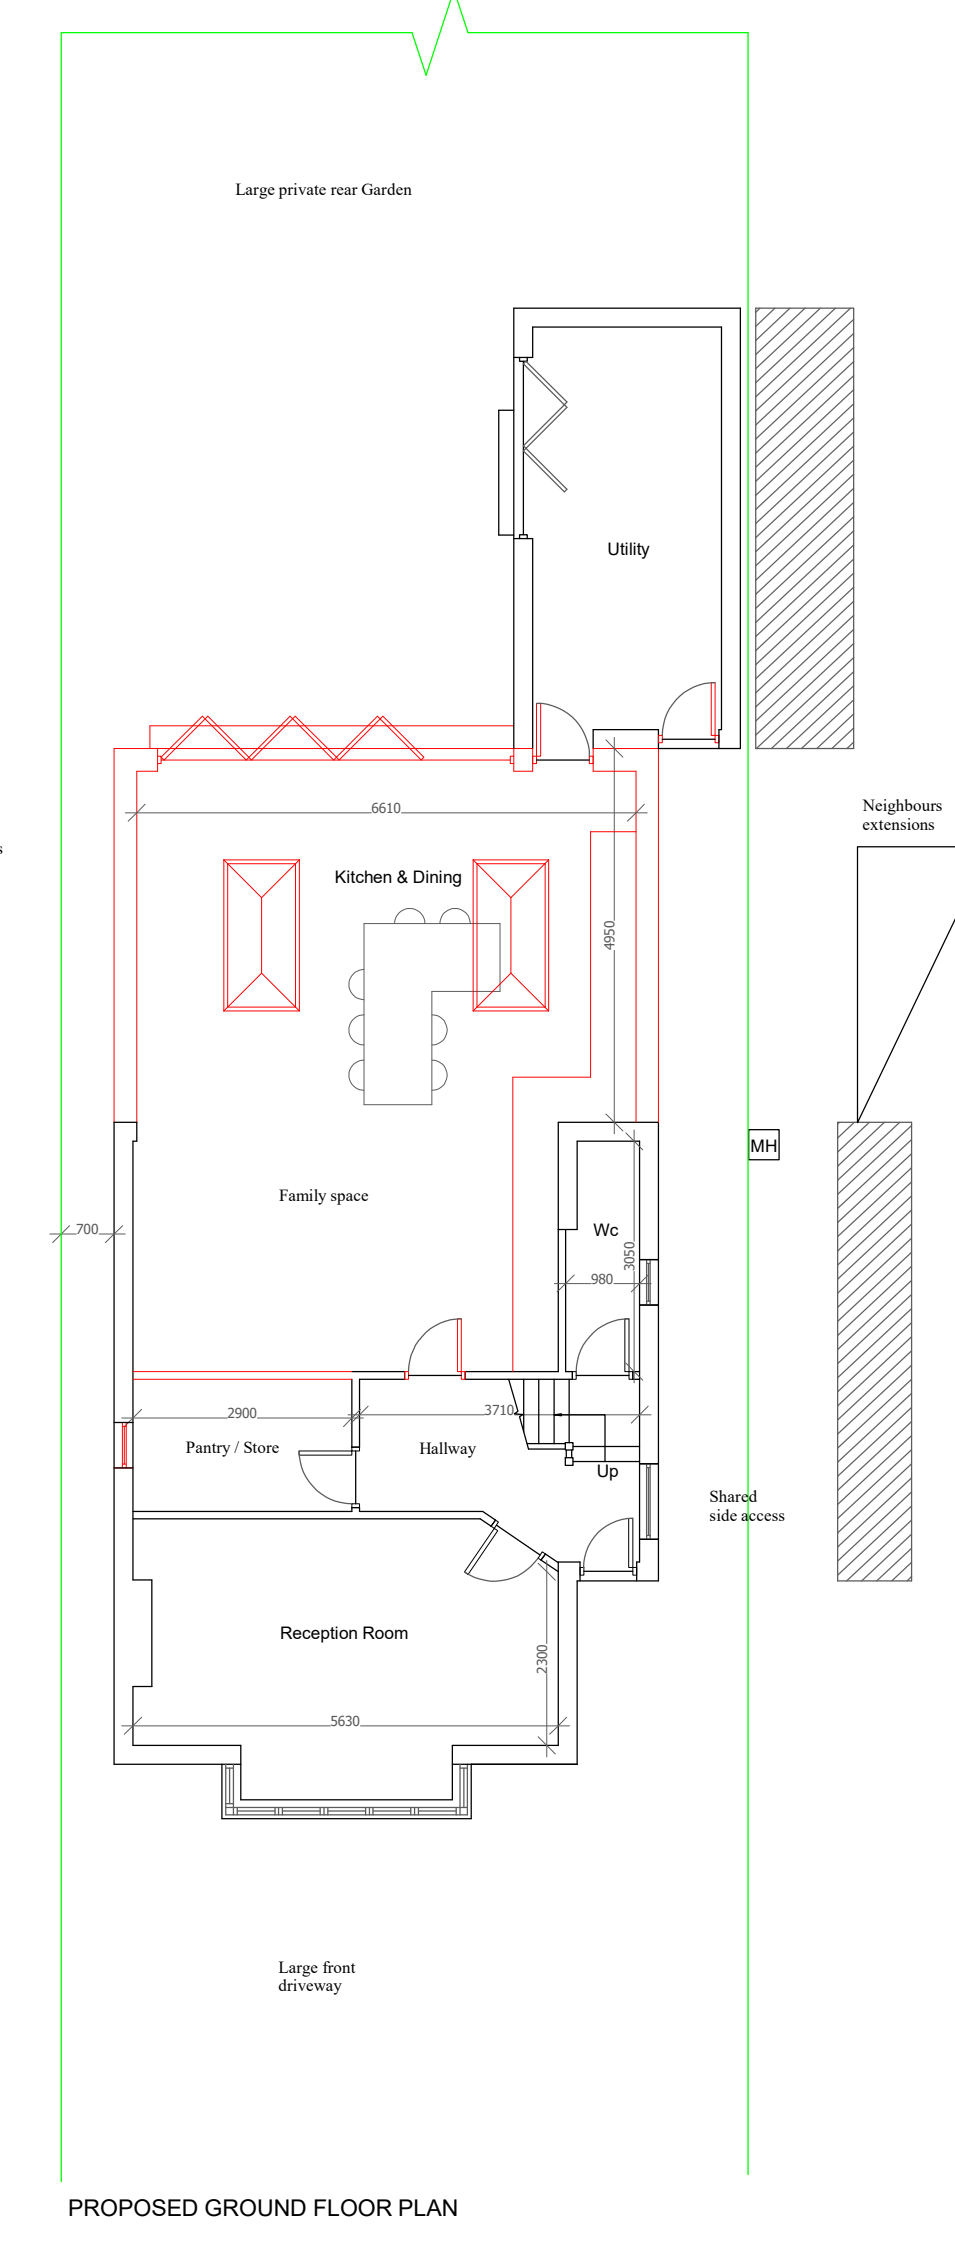 Large private rear Garden
Utility
6610
Neighbours
extensions
s
Kitchen & Dining
4950
MH
Family space
700
Wc
3050
980
2900
3710
Pantry / Store
Hallway
Up
Shared
side access
Reception Room
2300
5630
Large front
driveway
PROPOSED GROUND FLOOR PLAN